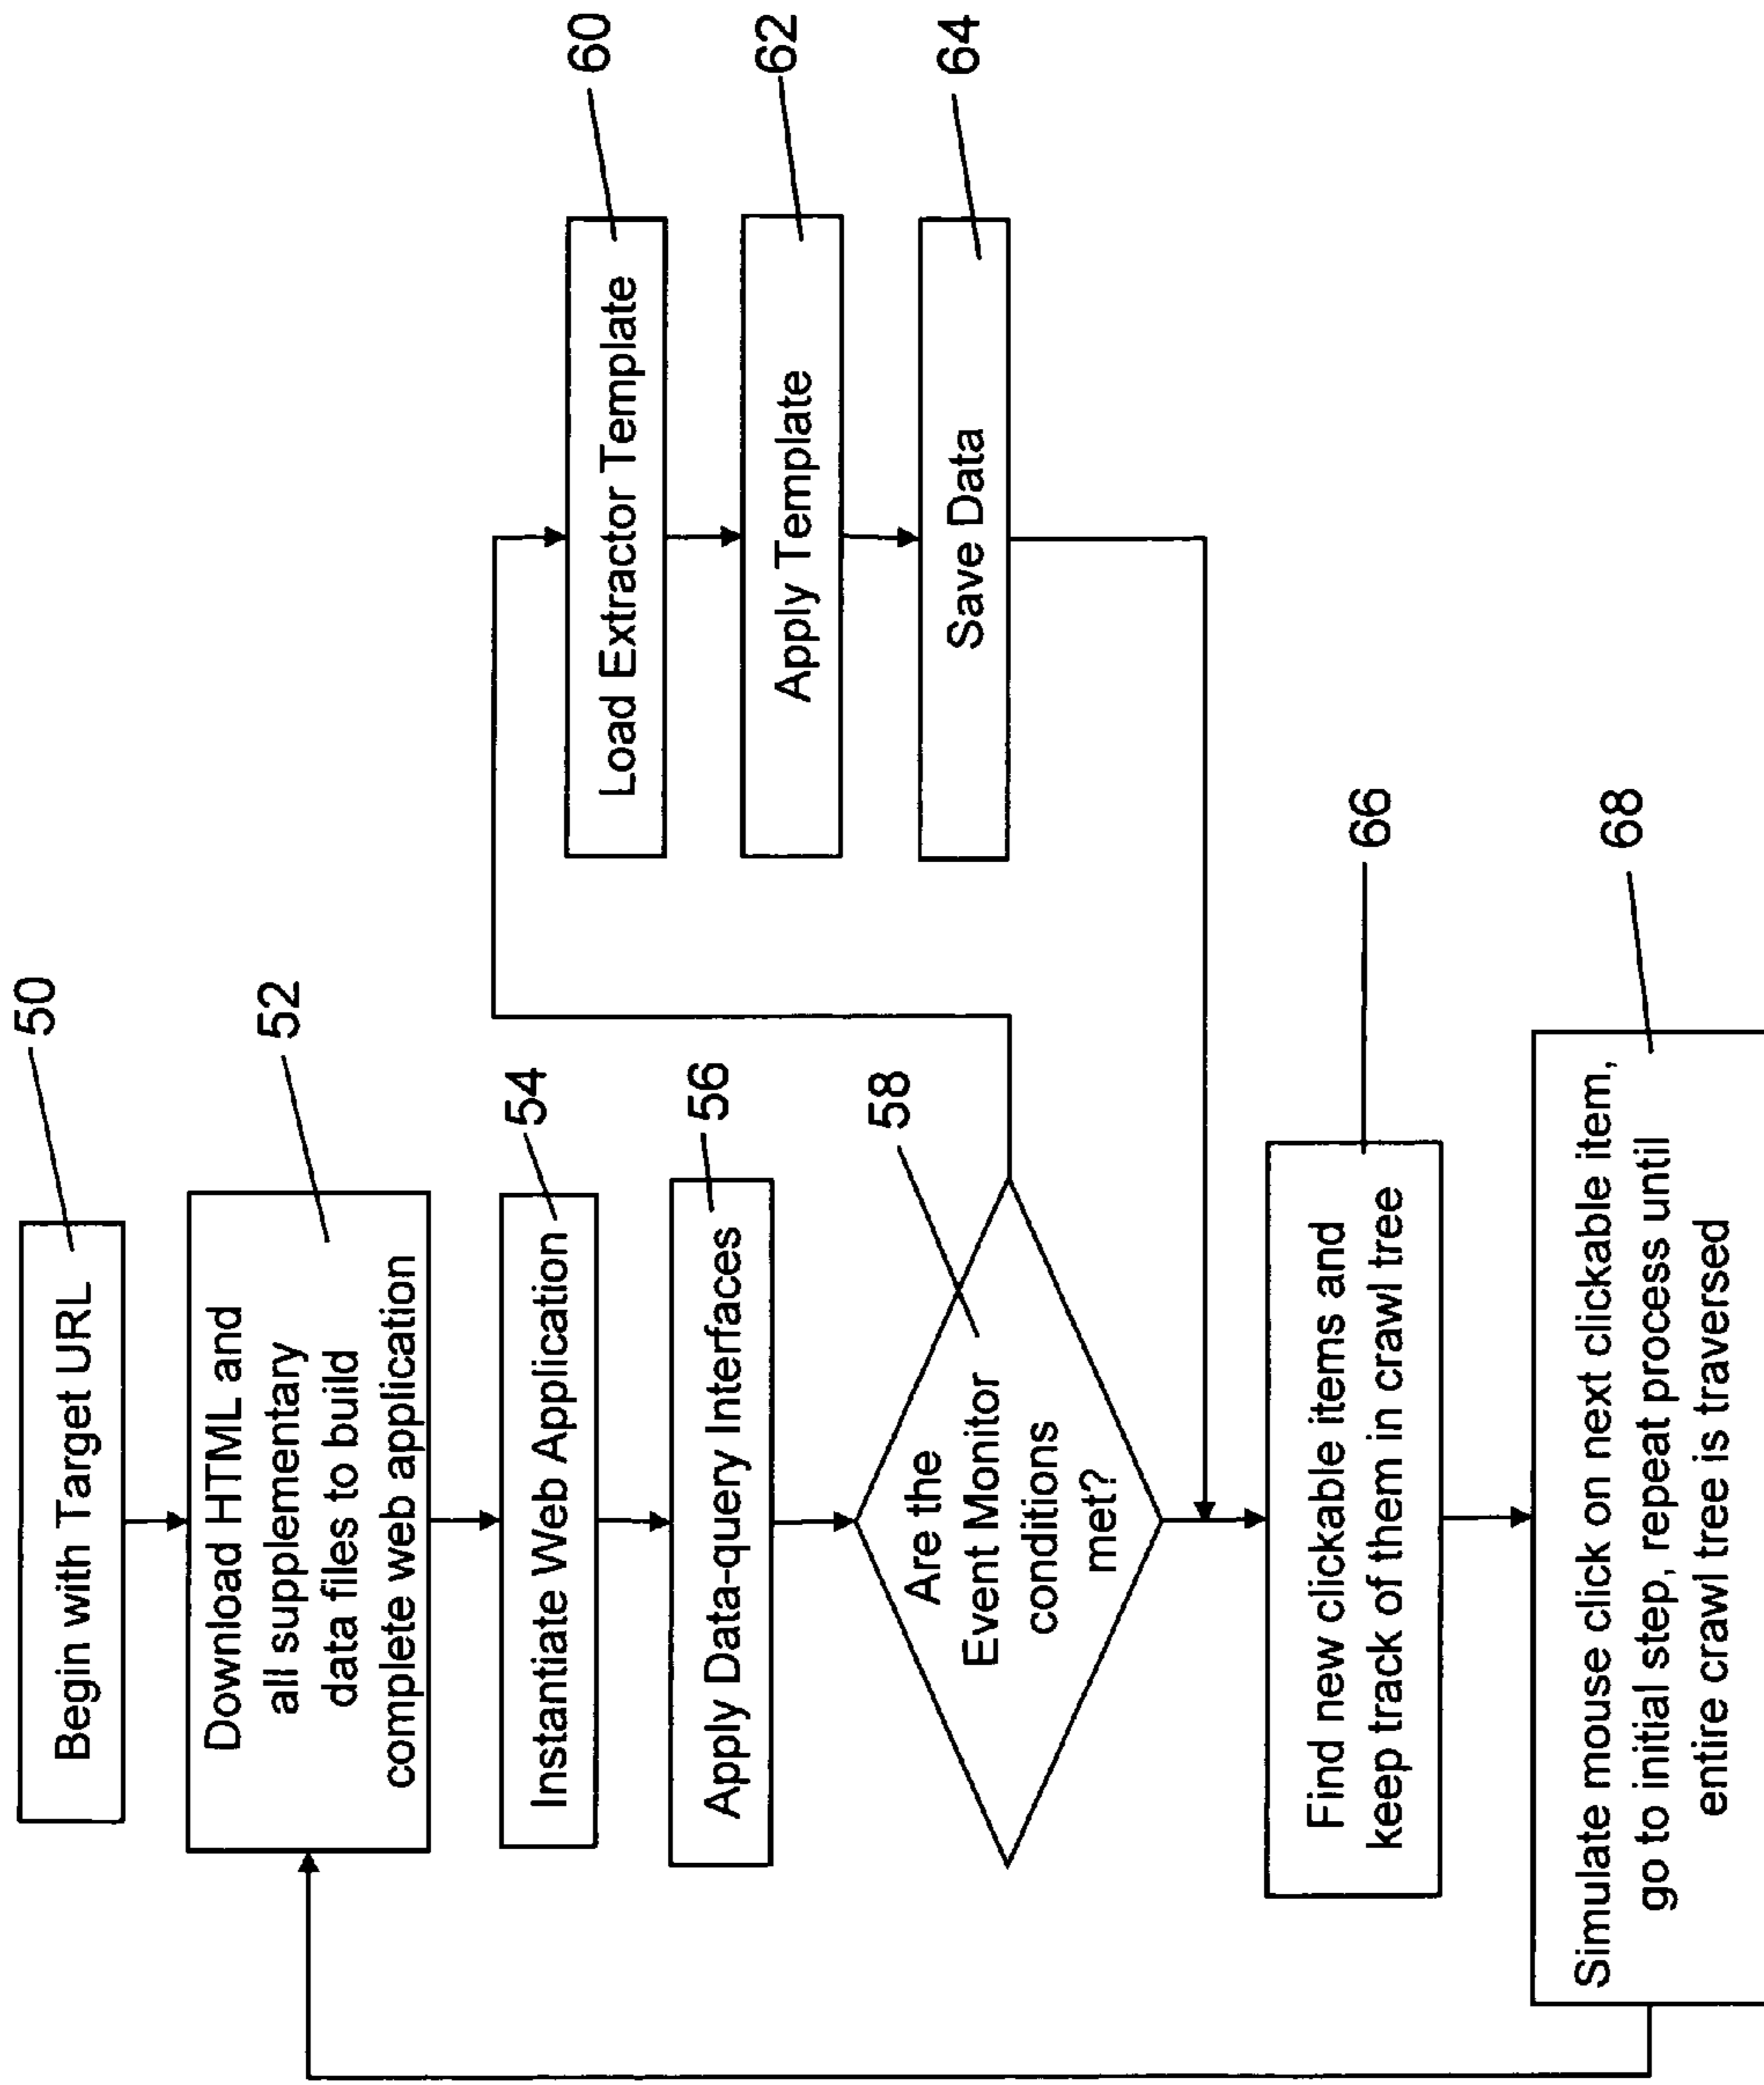 50
Begin with Target URL
52
Download HTML and
all supplementary
data files to build
complete web application
54
Instantiate Web Application
56
Apply Data-query Interfaces
58
Are the
Event Monitor
conditions
met?
60
Load Extractor Template
62
Apply Template
64
Save Data
66
Find new clickable items and
keep track of them in crawl tree
68
Simulate mouse click on next clickable item,
go to initial step, repeat process until
entire crawl tree is traversed